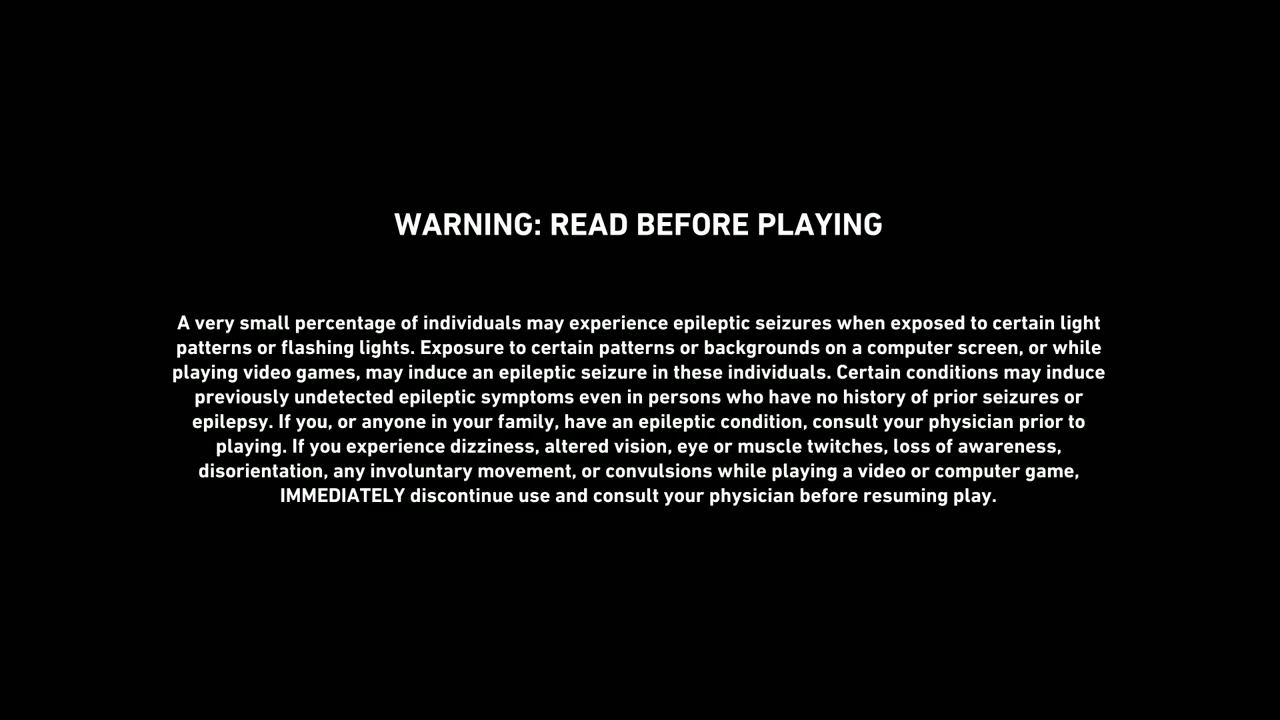 WARNING: READ BEFORE PLAYING
A very small percentage of individuals may experience epileptic seizures when exposed to certain light
patterns or flashing lights. Exposure to certain patterns or backgrounds on a computer screen, or while
playing video games, may induce an epileptic seizure in these individuals. Certain conditions may induce
previously undetected epileptic symptoms even in persons who have no history of prior seizures or
epilepsy. If you, or anyone in your family, have an epileptic condition, consult your physician prior to
playing. If you experience dizziness, altered vision, eye or muscle twitches, loss of awareness,
disorientation, any involuntary movement, or convulsions while playing a video or computer game,
IMMEDIATELY discontinue use and consult your physician before resuming play.